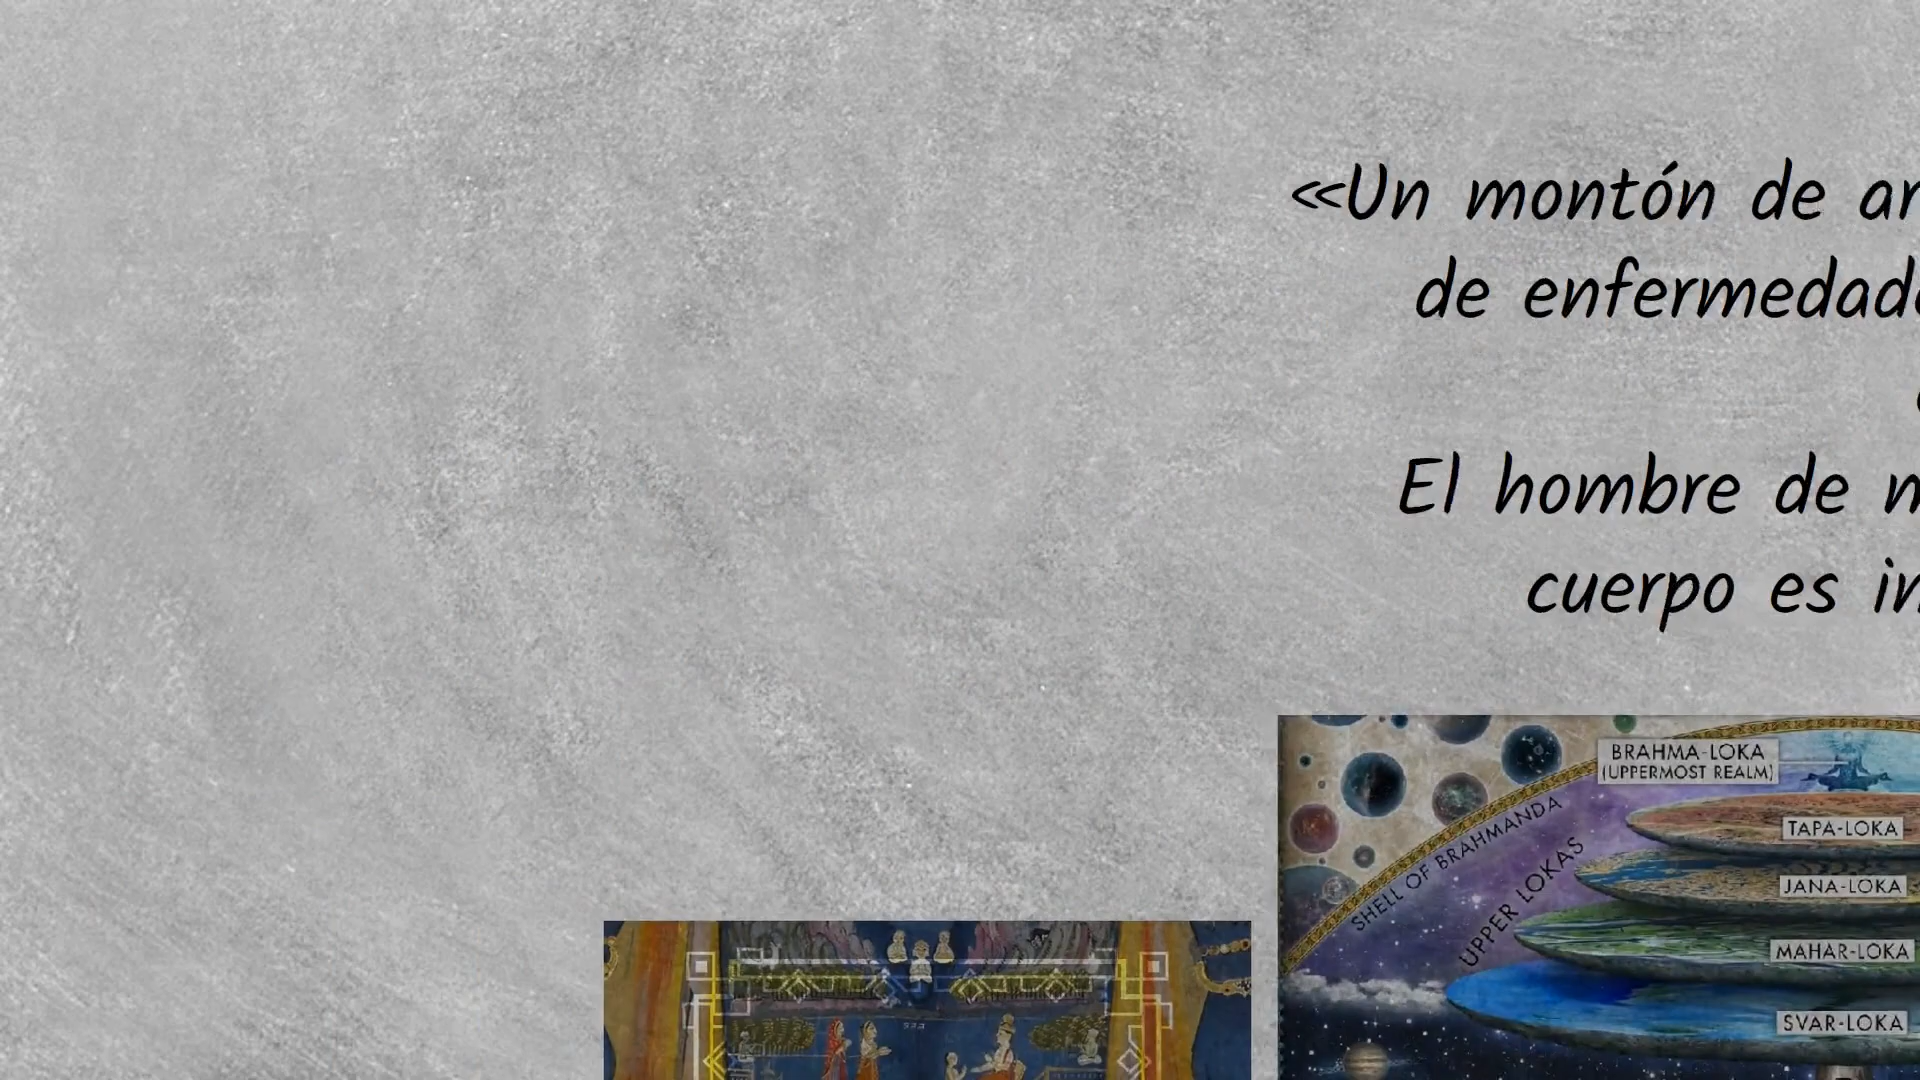 «Un montón de ar
de enfermedad
El hombre de
cuerpo es
BRAHMA-LOKA
(UPPERMOST REALM)
SHELL OF BRAHMANDA
UPPER LOKAS
TAPA-LOKA
JANA-LOKA
MAHAR-LOKA
SVAR-LOKA